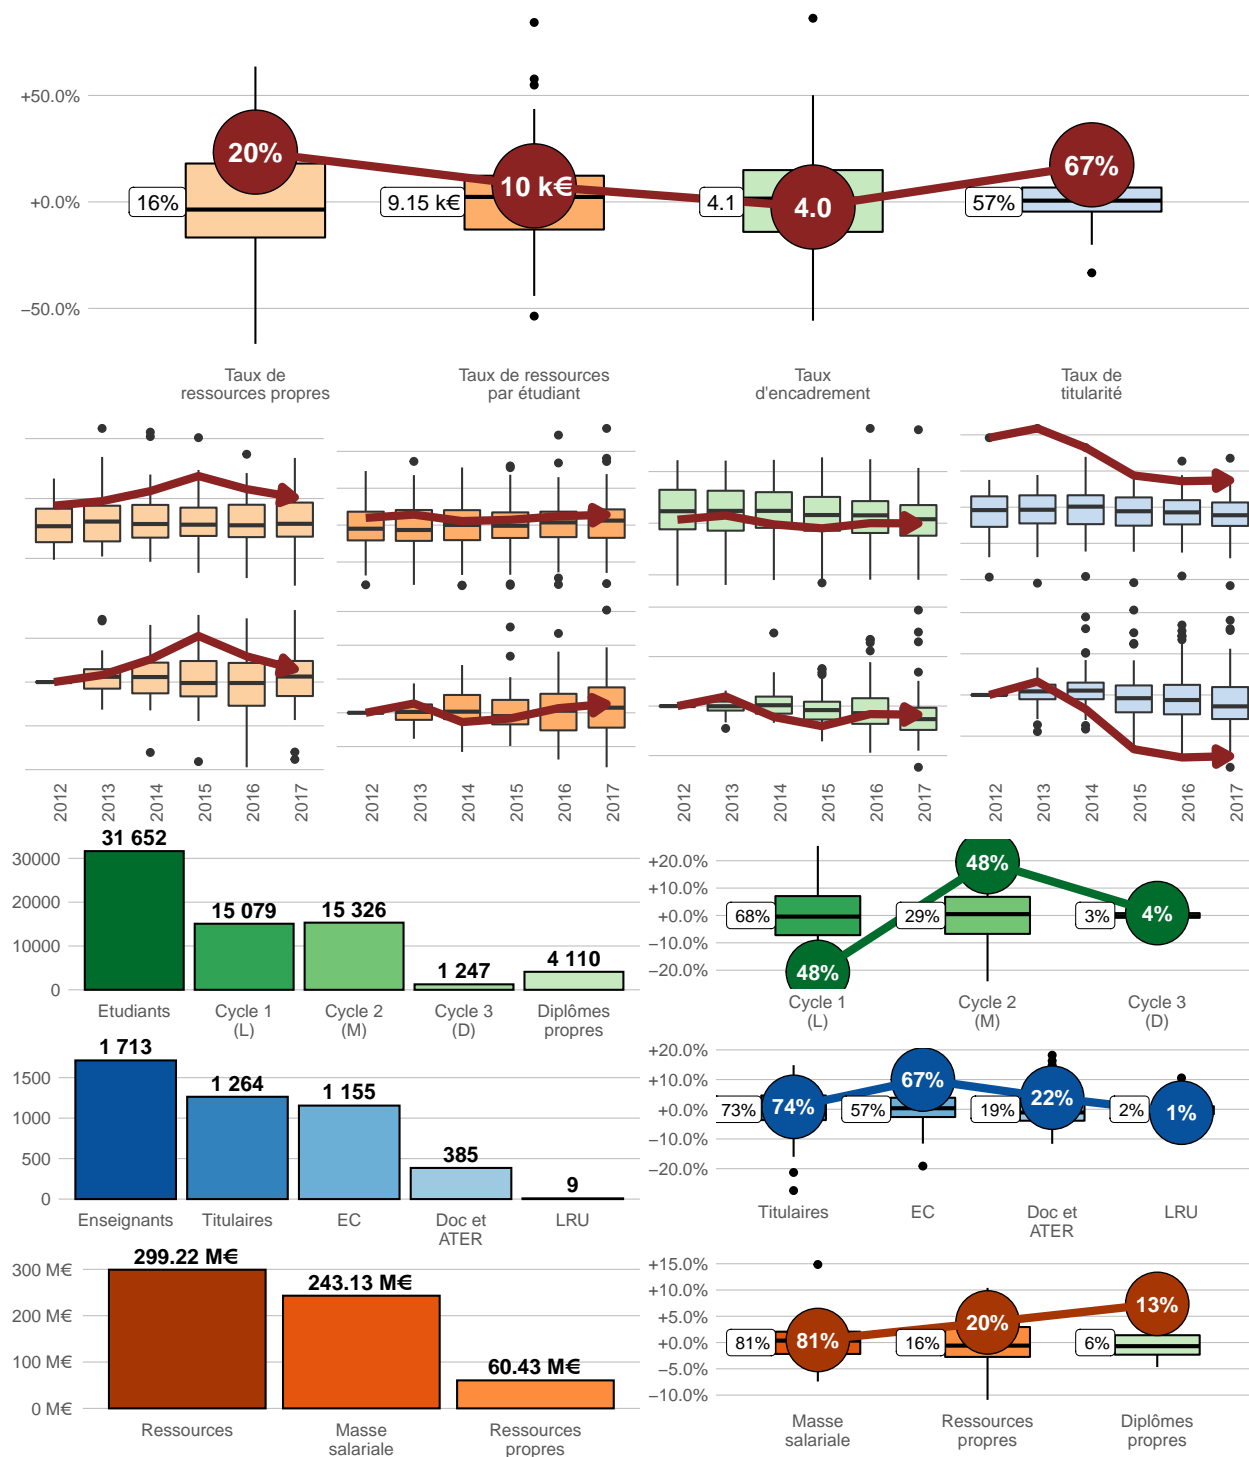 +50.0%
+0.0%
−50.0%
16%
20%
9.15 k€
10 k€
4.1
4.0
57%
67%
Taux de
ressources propres
Taux de ressources
par étudiant
Taux
d'encadrement
Taux de
titularité
2012
2013
2014
2015
2016
2017
2012
2013
2014
2015
2016
2017
2012
2013
2014
2015
2016
2017
2012
2013
2014
2015
2016
2017
30000
20000
10000
0
31 652
15 079
15 326
1 247
4 110
Etudiants
Cycle 1
(L)
Cycle 2
(M)
Cycle 3
(D)
Diplômes
propres
+20.0%
+10.0%
+0.0%
−10.0%
−20.0%
68%
48%
29%
48%
3%
4%
Cycle 1
(L)
Cycle 2
(M)
Cycle 3
(D)
1500
1000
500
0
1 713
1 264
1 155
385
9
Enseignants
Titulaires
EC
Doc et
ATER
LRU
+20.0%
+10.0%
+0.0%
−10.0%
−20.0%
73%
74%
57%
67%
19%
22%
2%
1%
Titulaires
EC
Doc et
ATER
LRU
300 M€
200 M€
100 M€
0 M€
299.22 M€
243.13 M€
60.43 M€
Ressources
Masse
salariale
Ressources
propres
+15.0%
+10.0%
+5.0%
+0.0%
−5.0%
−10.0%
81%
81%
16%
20%
6%
13%
Masse
salariale
Ressources
propres
Diplômes
propres